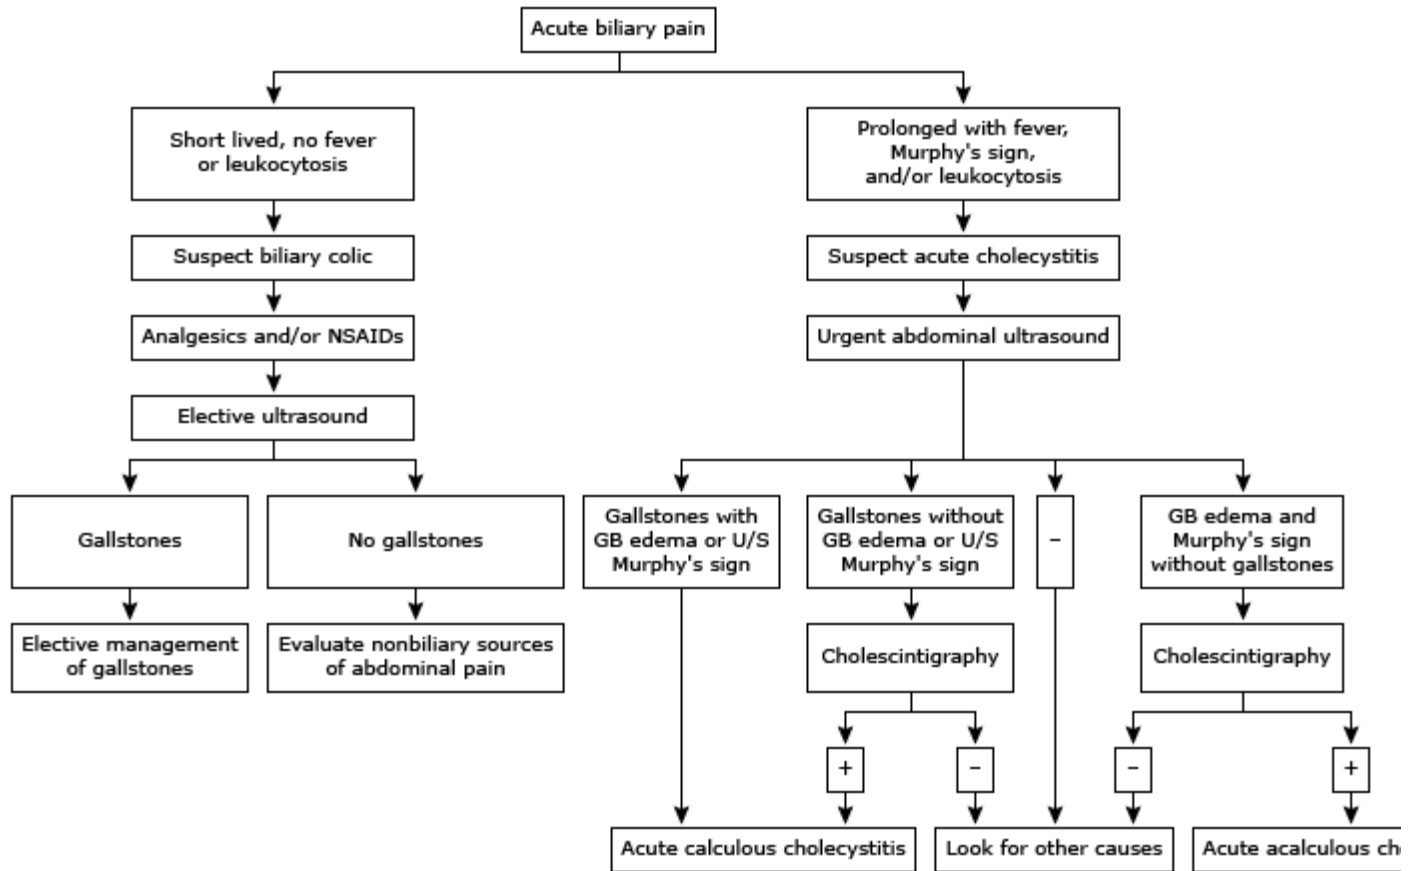 Acute biliary pain
Short lived, no fever
or leukocytosis
Prolonged with fever,
Murphy's sign,
and/or leukocytosis
Suspect biliary colic
Suspect acute cholecystitis
Analgesics and/or NSAIDs
Urgent abdominal ultrasound
Elective ultrasound
Gallstones
No gallstones
Gallstones with
GB edema or U/S
Murphy's sign
Gallstones without
GB edema or U/S
Murphy's sign
–
GB edema and
Murphy's sign
without gallstones
Elective management
of gallstones
Evaluate nonbiliary sources
of abdominal pain
Cholescintigraphy
Cholescintigraphy
+
–
–
+
Acute calculous cholecystitis
Look for other causes
Acute acalculous